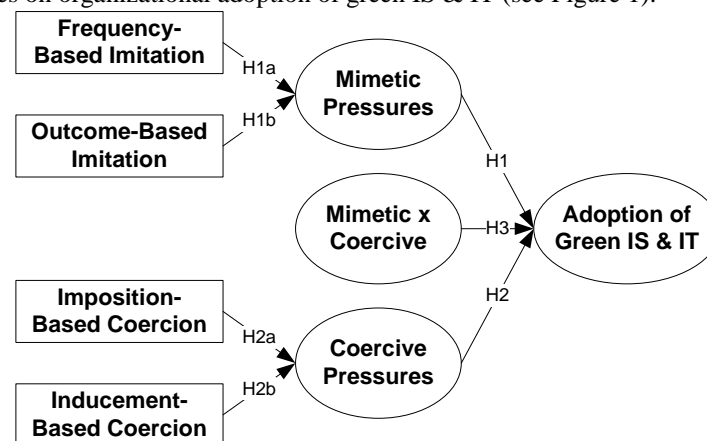 es on organizational adoption of green IS & IT (see Figure 1).
Frequency-
Based Imitation
H1a
Mimetic
Pressures
H1b
Outcome-Based
Imitation
H1
Mimetic x
Coercive
H3
Adoption of
Green IS & IT
H2
Imposition-
Based Coercion
H2a
Coercive
Pressures
H2b
Inducement-
Based Coercion